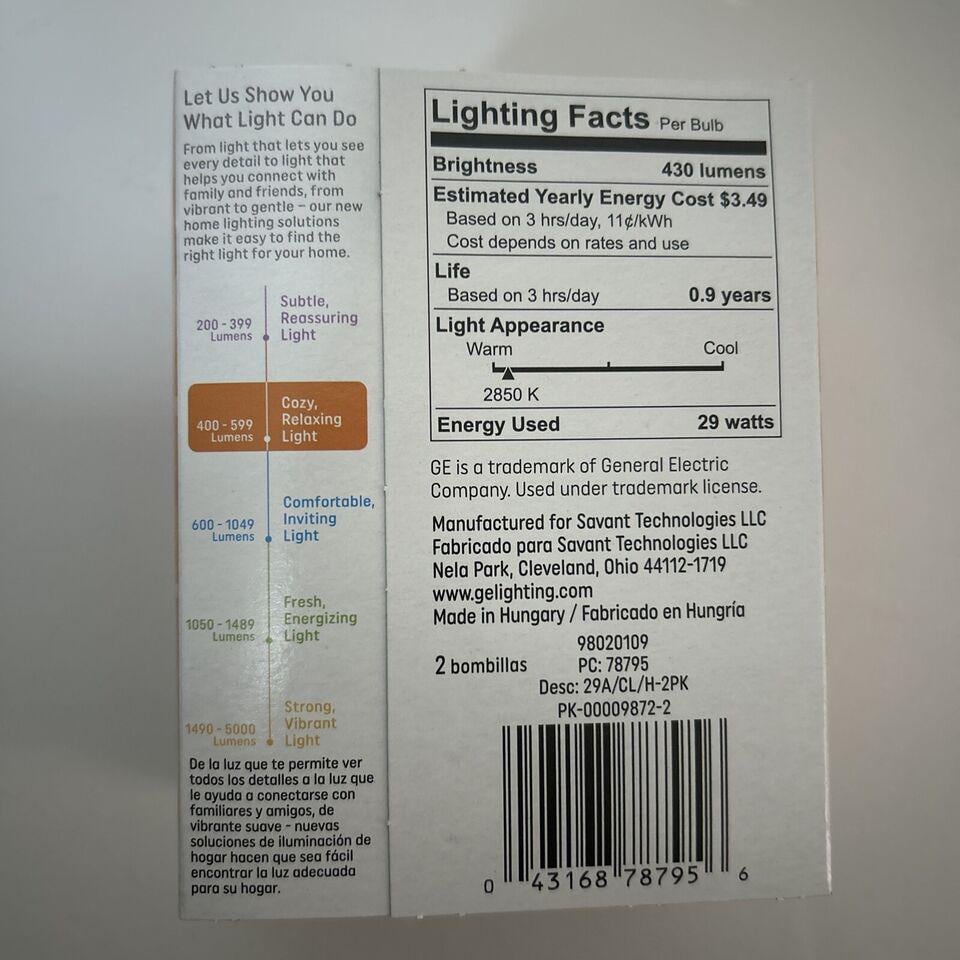 Let Us Show You
What Light Can Do
From light that lets you see
every detail to light that
helps you connect with
family and friends, from
vibrant to gentle – our new
home lighting solutions
make it easy to find the
right light for your home.
200 - 399
Lumens
Subtle,
Reassuring
Light
400 - 599
Lumens
Cozy,
Relaxing
Light
600 - 1049
Lumens
Comfortable,
Inviting
Light
1050 - 1489
Lumens
Fresh,
Energizing
Light
1490 - 5000
Lumens
Strong,
Vibrant
Light
De la luz que te permite ver
todos los detalles a la luz que
le ayuda a conectarse con
familiares y amigos, de
vibrante suave - nuevas
soluciones de iluminación de
hogar hacen que sea fácil
encontrar la luz adecuada
para su hogar.
Lighting Facts Per Bulb
Brightness 430 lumens
Estimated Yearly Energy Cost $3.49
Based on 3 hrs/day, 11¢/kWh
Cost depends on rates and use
Life
Based on 3 hrs/day 0.9 years
Light Appearance
Warm Cool
2850 K
Energy Used 29 watts
GE is a trademark of General Electric
Company. Used under trademark license.
Manufactured for Savant Technologies LLC
Fabricado para Savant Technologies LLC
Nela Park, Cleveland, Ohio 44112-1719
www.gelighting.com
Made in Hungary / Fabricado en Hungría
98020109
2 bombillas PC: 78795
Desc: 29A/CL/H-2PK
PK-00009872-2
0 43168 78795 6